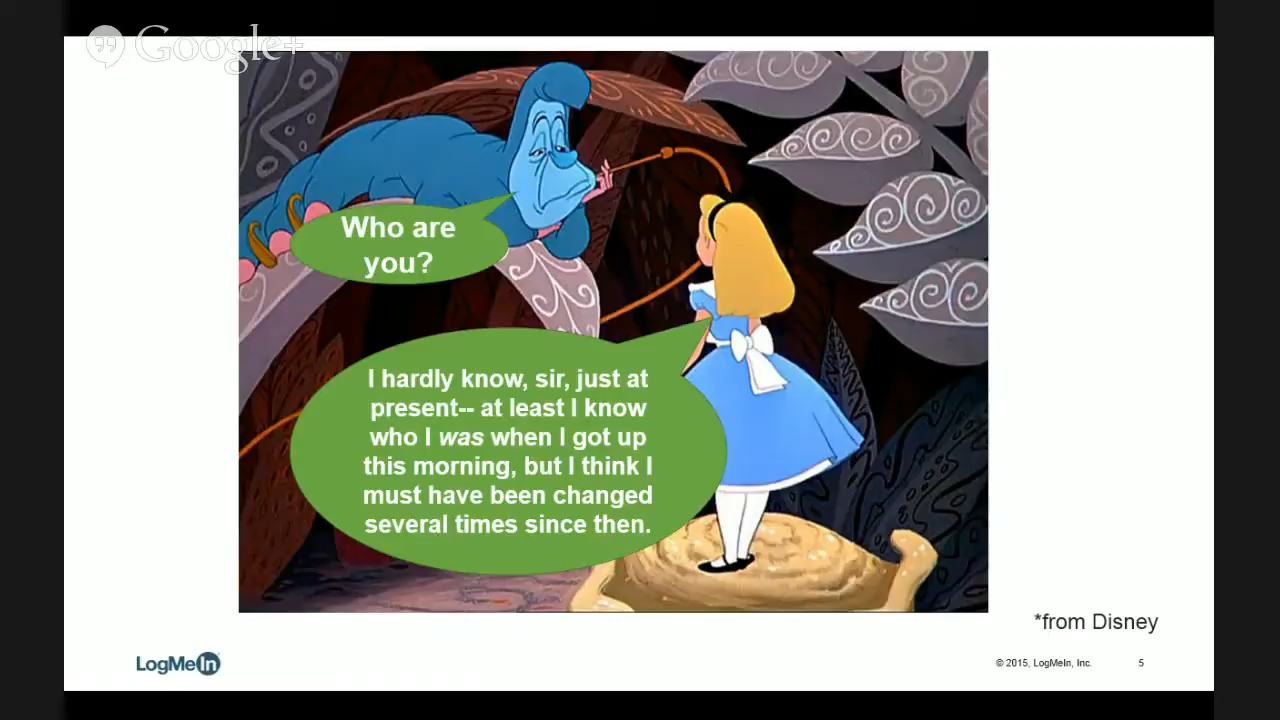 Google+
Who are
you?
I hardly know, sir, just at
present-- at least I know
who I was when I got up
this morning, but I think I
must have been changed
several times since then.
*from Disney
LogMeIn
© 2015, LogMeIn, Inc.
5